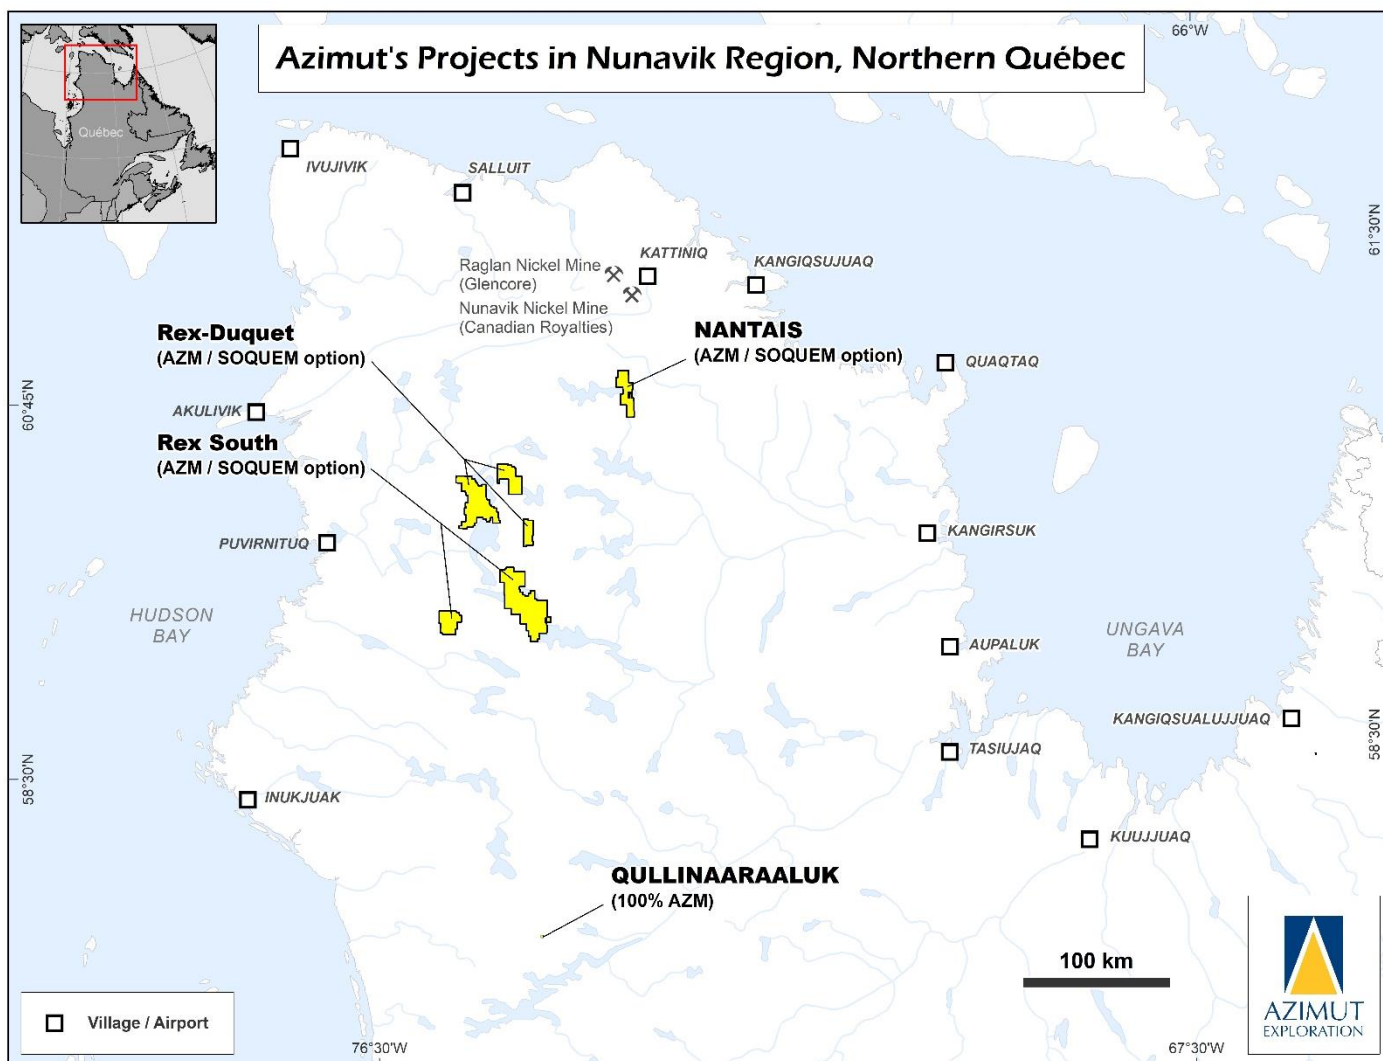 66°W
Azimut's Projects in Nunavik Region, Northern Québec
Québec
IVUJIVIK
SALLUIT
61°30'N
KATTINIQ
KANGIQSUJUAQ
Raglan Nickel Mine
(Glencore)
Nunavik Nickel Mine
(Canadian Royalties)
Rex-Duquet
(AZM / SOQUEM option)
NANTAIS
(AZM / SOQUEM option)
QUAQTAQ
60°45'N
AKULIVIK
Rex South
(AZM / SOQUEM option)
PUVIRNITUQ
KANGIRSUK
HUDSON
BAY
UNGAVA
BAY
AUPALUK
KANGIQSUALUJJUAQ
58°30'N
TASIUJAQ
58°30'N
INUKJUAK
KUUJJUAQ
QULLINAARAALUK
(100% AZM)
100 km
Village / Airport
AZIMUT
EXPLORATION
76°30'W
67°30'W